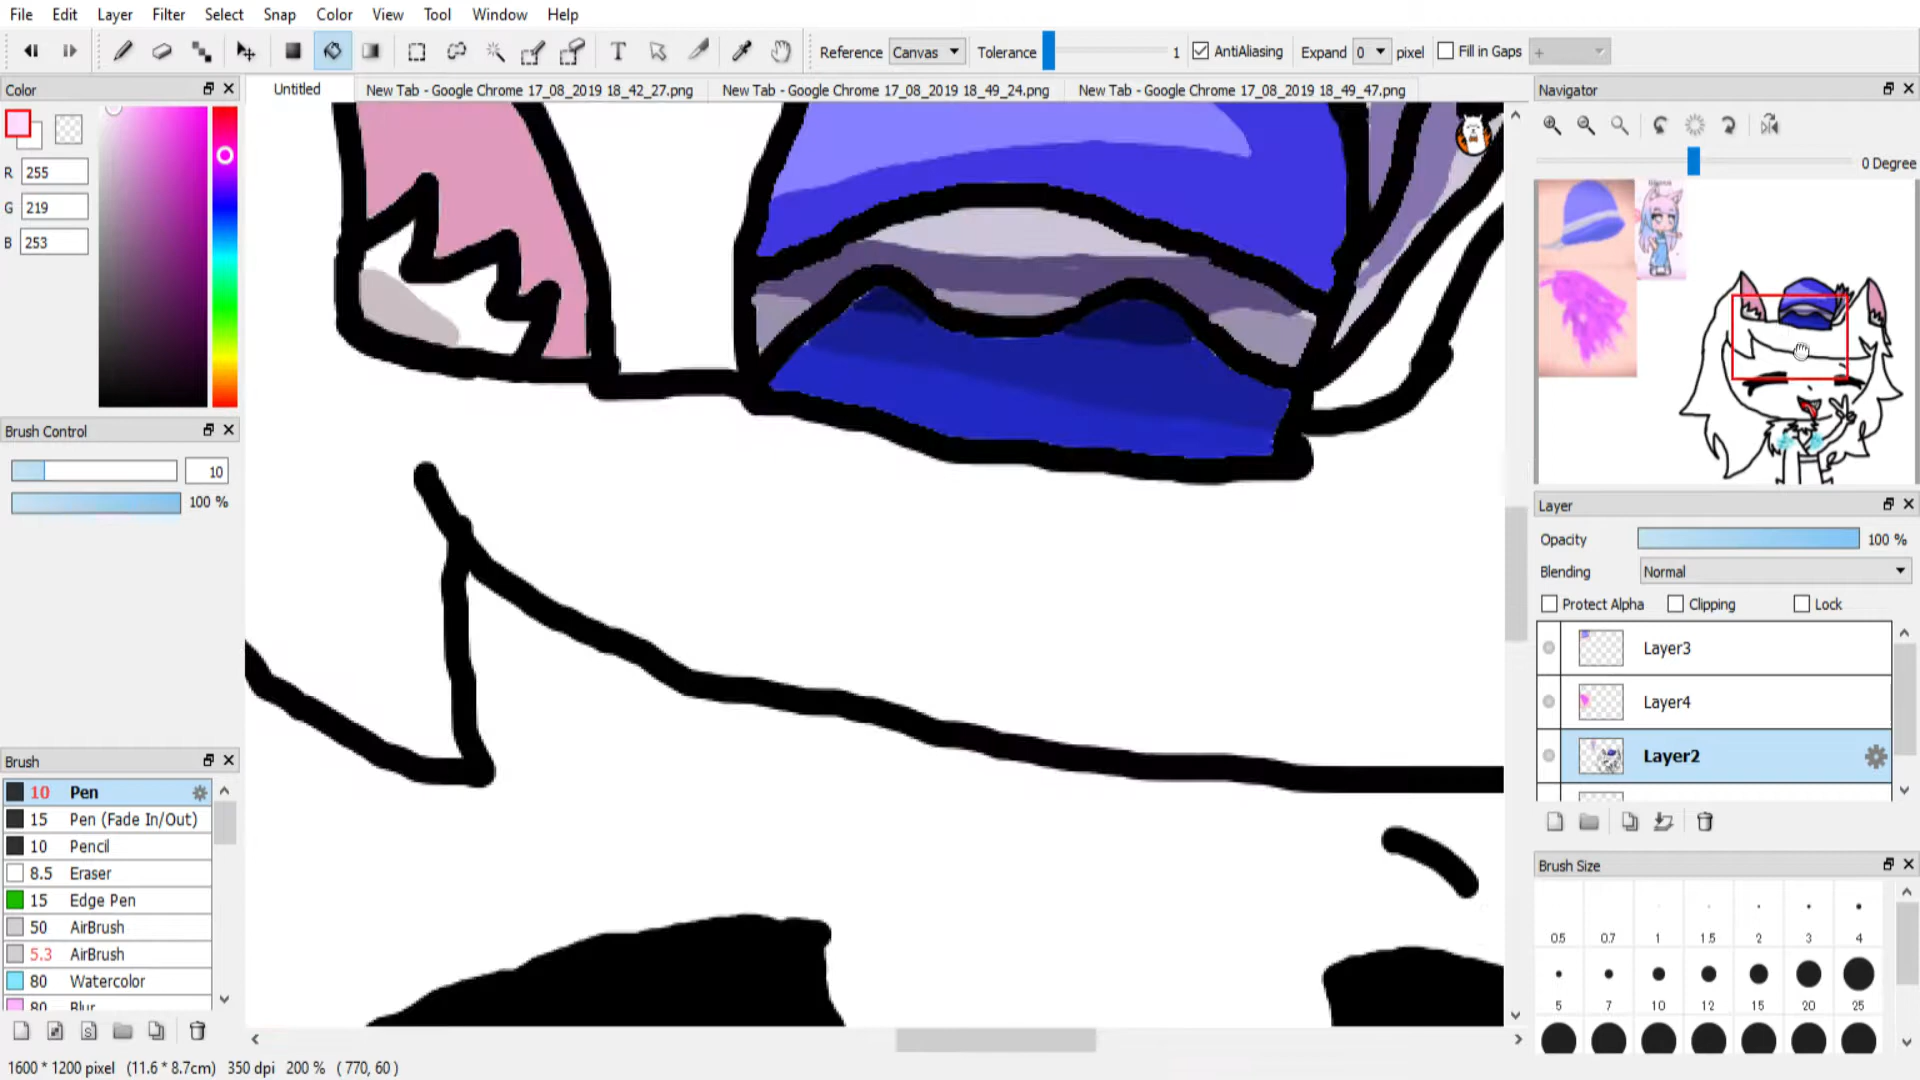 File Edit Layer Filter Select Snap Color View Tool Window Help
Reference Canvas Tolerance 1 AntiAliasing Expand 0 pixel Fill in Gaps +
Color
Untitled New Tab - Google Chrome 17_08_2019 18_42_27.png New Tab - Google Chrome 17_08_2019 18_49_24.png New Tab - Google Chrome 17_08_2019 18_49_47.png
Navigator
0 Degree
R 255
G 219
B 253
Brush Control
10
100 %
Brush
10 Pen
15 Pen (Fade In/Out)
10 Pencil
8.5 Eraser
15 Edge Pen
50 AirBrush
5.3 AirBrush
80 Watercolor
80 Blur
Layer
Opacity 100 %
Blending Normal
Protect Alpha Clipping Lock
Layer3
Layer4
Layer2
Brush Size
0.5 0.7 1 1.5 2 3 4
5 7 10 12 15 20 25
1600 * 1200 pixel (11.6 * 8.7cm) 350 dpi 200 % ( 770, 60 )